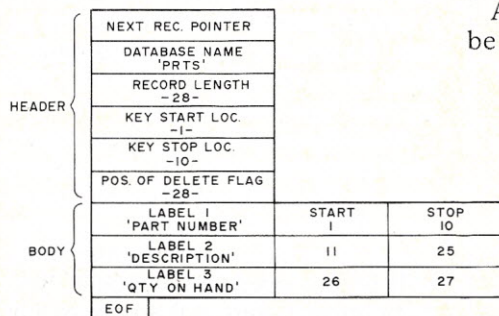 A
be
NEXT REC. POINTER
DATABASE NAME
'PRTS'
RECORD LENGTH
-28-
HEADER
KEY START LOC.
-1-
KEY STOP LOC.
-10-
POS. OF DELETE FLAG
-28-
LABEL 1 START STOP
'PART NUMBER' 1 10
BODY
LABEL 2 11 25
'DESCRIPTION'
LABEL 3 26 27
'QTY ON HAND'
EOF